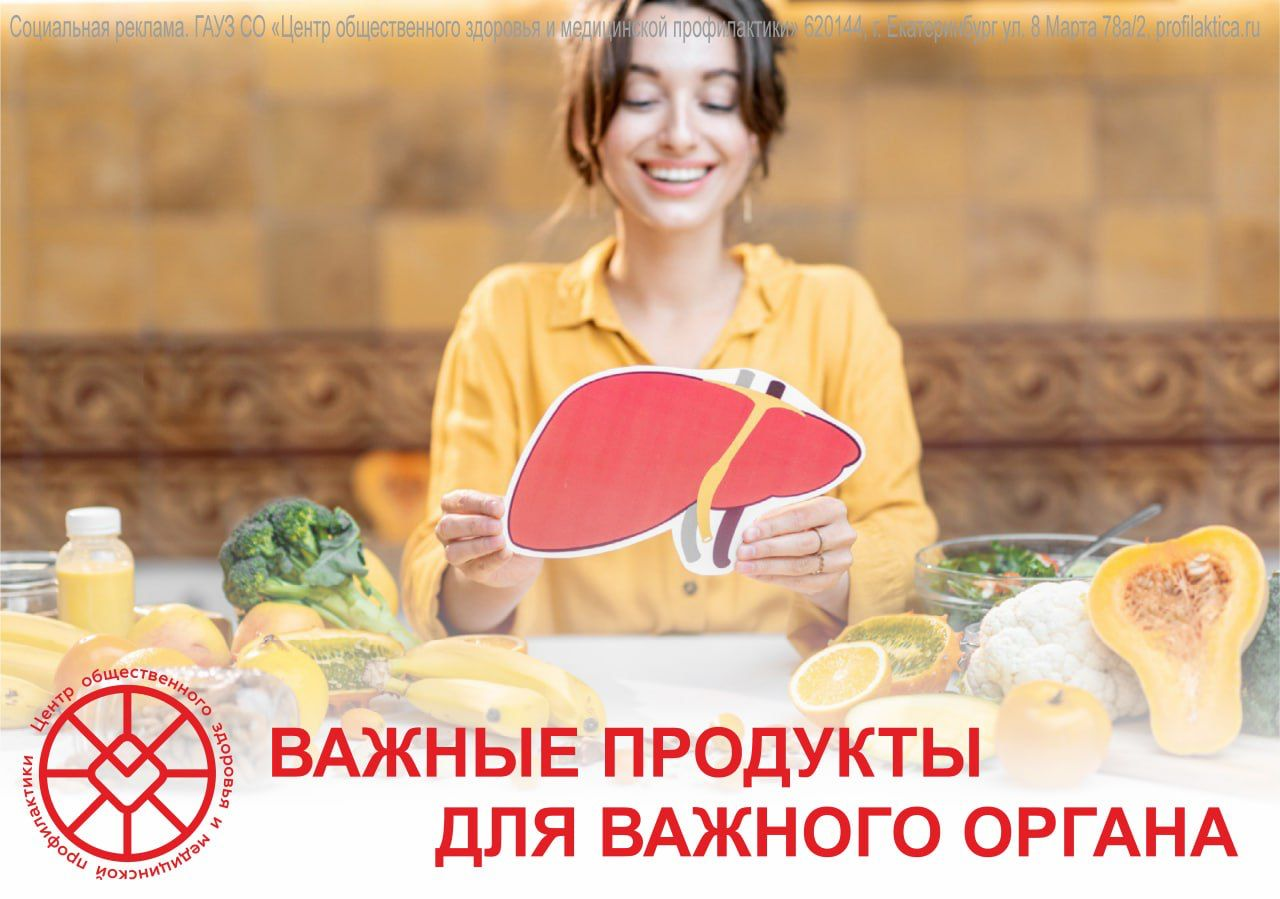 Социальная реклама. ГАУЗ СО «Центр общественного здоровья и медицинской профилактики» 620144, г. Екатеринбург ул. 8 Марта 78а/2, profilaktica.ru
Центр общественного здоровья и медицинской профилактики
ВАЖНЫЕ ПРОДУКТЫ
ДЛЯ ВАЖНОГО ОРГАНА